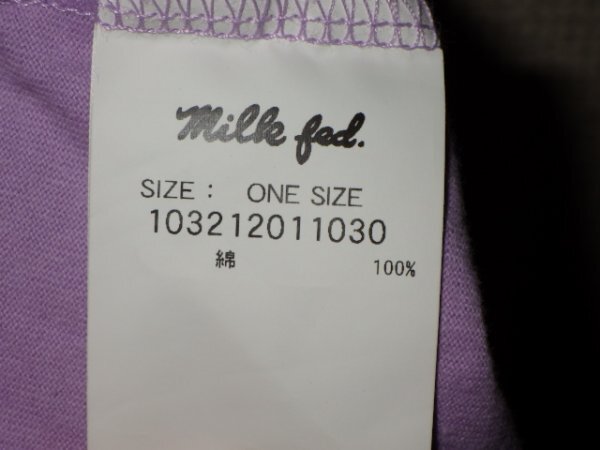 Milk fed.
SIZE : ONE SIZE
103212011030
綿 100%